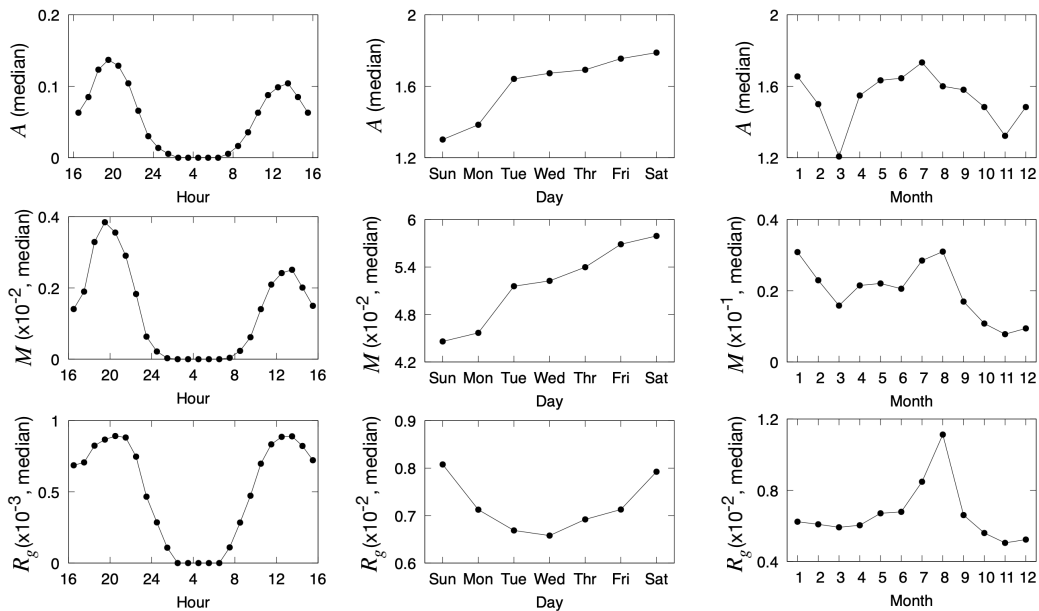 A (median)
0.2
0.1
0
16 20 24 4 8 12 16
Hour
A (median)
2
1.6
1.2
Sun Mon Tue Wed Thr Fri Sat
Day
A (median)
2
1.6
1.2
1 2 3 4 5 6 7 8 9 10 11 12
Month
M (x10⁻², median)
0.4
0.2
0
16 20 24 4 8 12 16
Hour
M (x10⁻², median)
6
5.4
4.8
4.2
Sun Mon Tue Wed Thr Fri Sat
Day
M (x10⁻¹, median)
0.4
0.2
0
1 2 3 4 5 6 7 8 9 10 11 12
Month
R_g (x10⁻³, median)
1
0.5
0
16 20 24 4 8 12 16
Hour
R_g (x10⁻², median)
0.9
0.8
0.7
0.6
Sun Mon Tue Wed Thr Fri Sat
Day
R_g (x10⁻², median)
1.2
0.8
0.4
1 2 3 4 5 6 7 8 9 10 11 12
Month